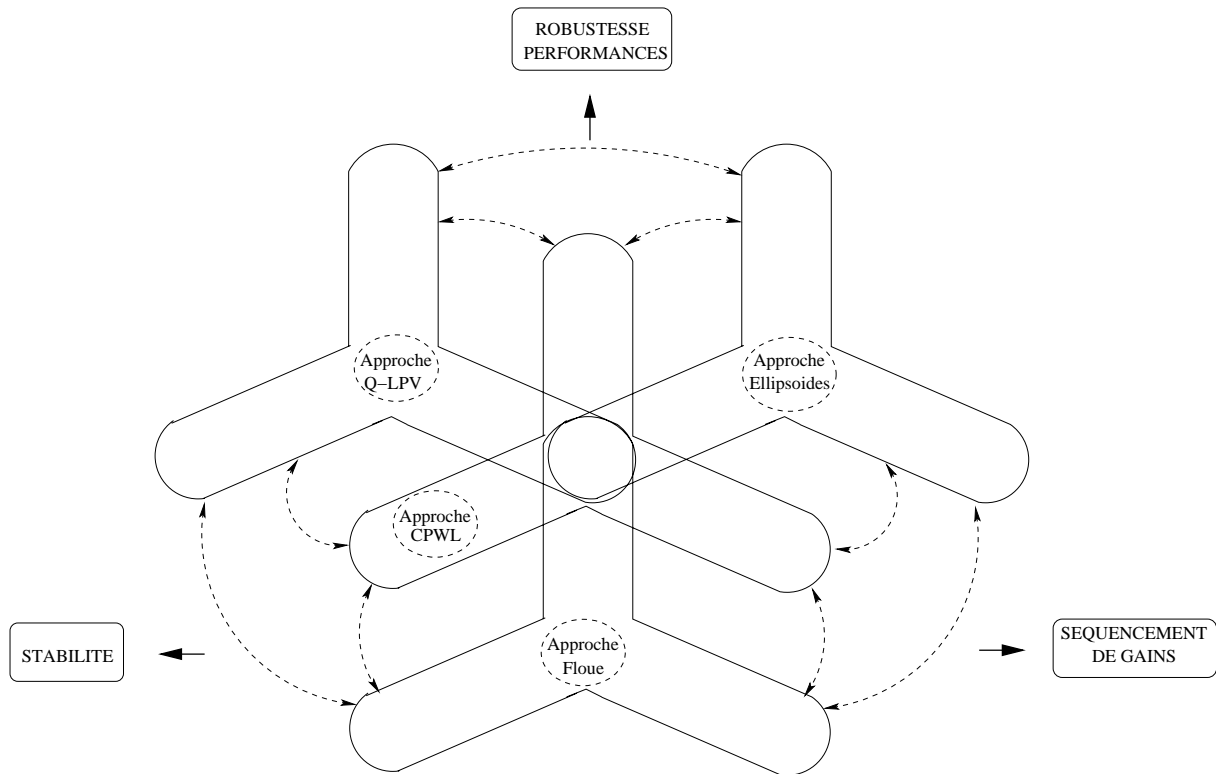 ROBUSTESSE
PERFORMANCES
Approche
Q−LPV
Approche
Ellipsoides
Approche
CPWL
STABILITE
Approche
Floue
SEQUENCEMENT
DE GAINS